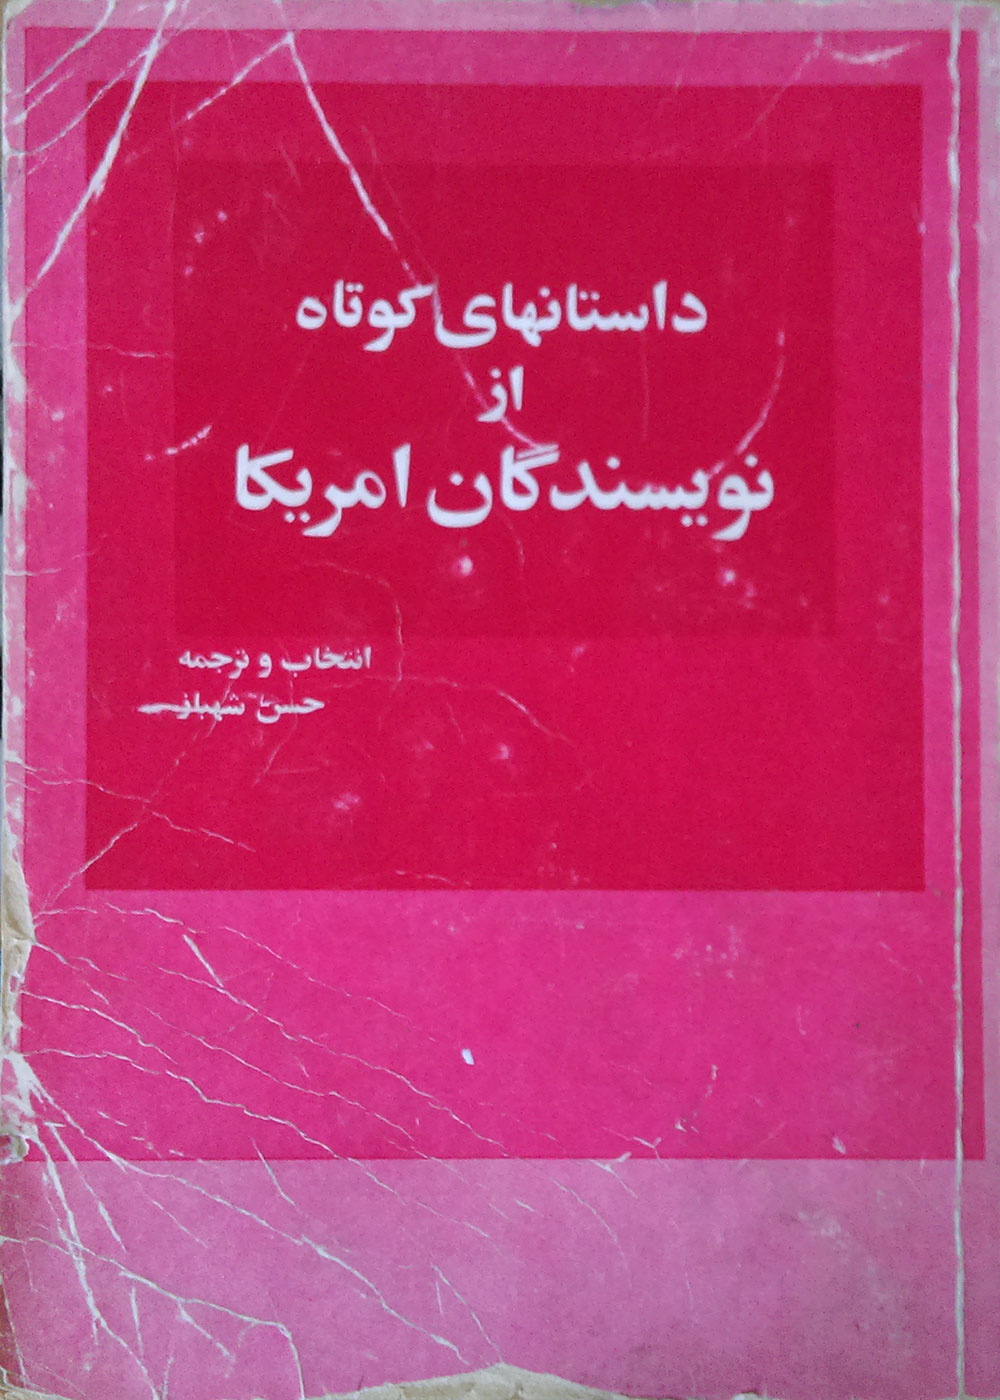 داستانهای کوتاه
از
نویسندگان امریکا
انتخاب و ترجمه
حسن شهباز